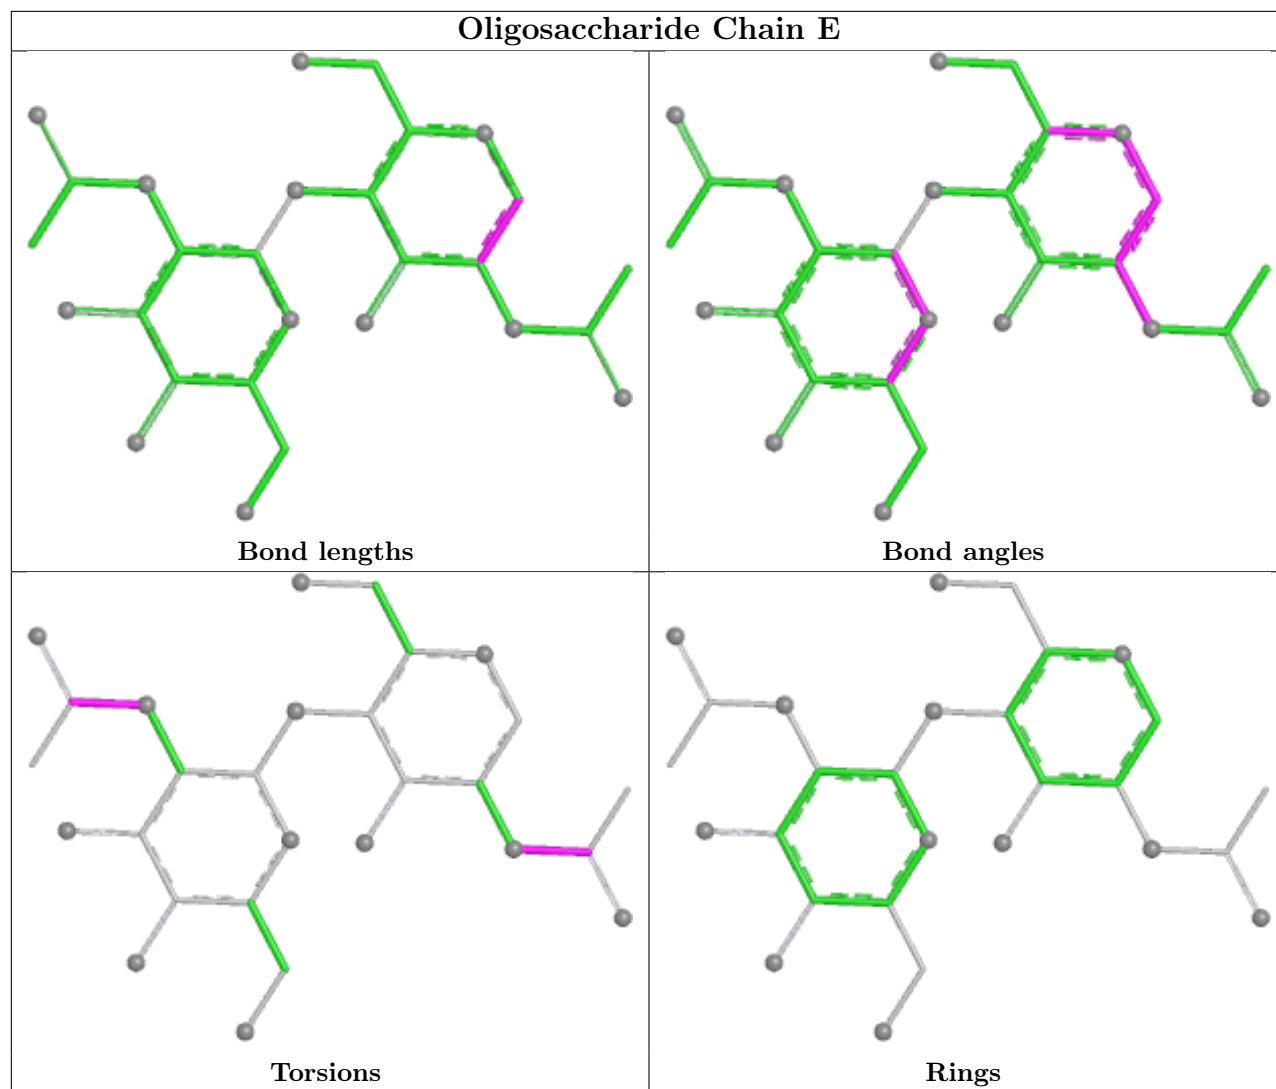 Oligosaccharide Chain E
Bond lengths
Bond angles
Torsions
Rings